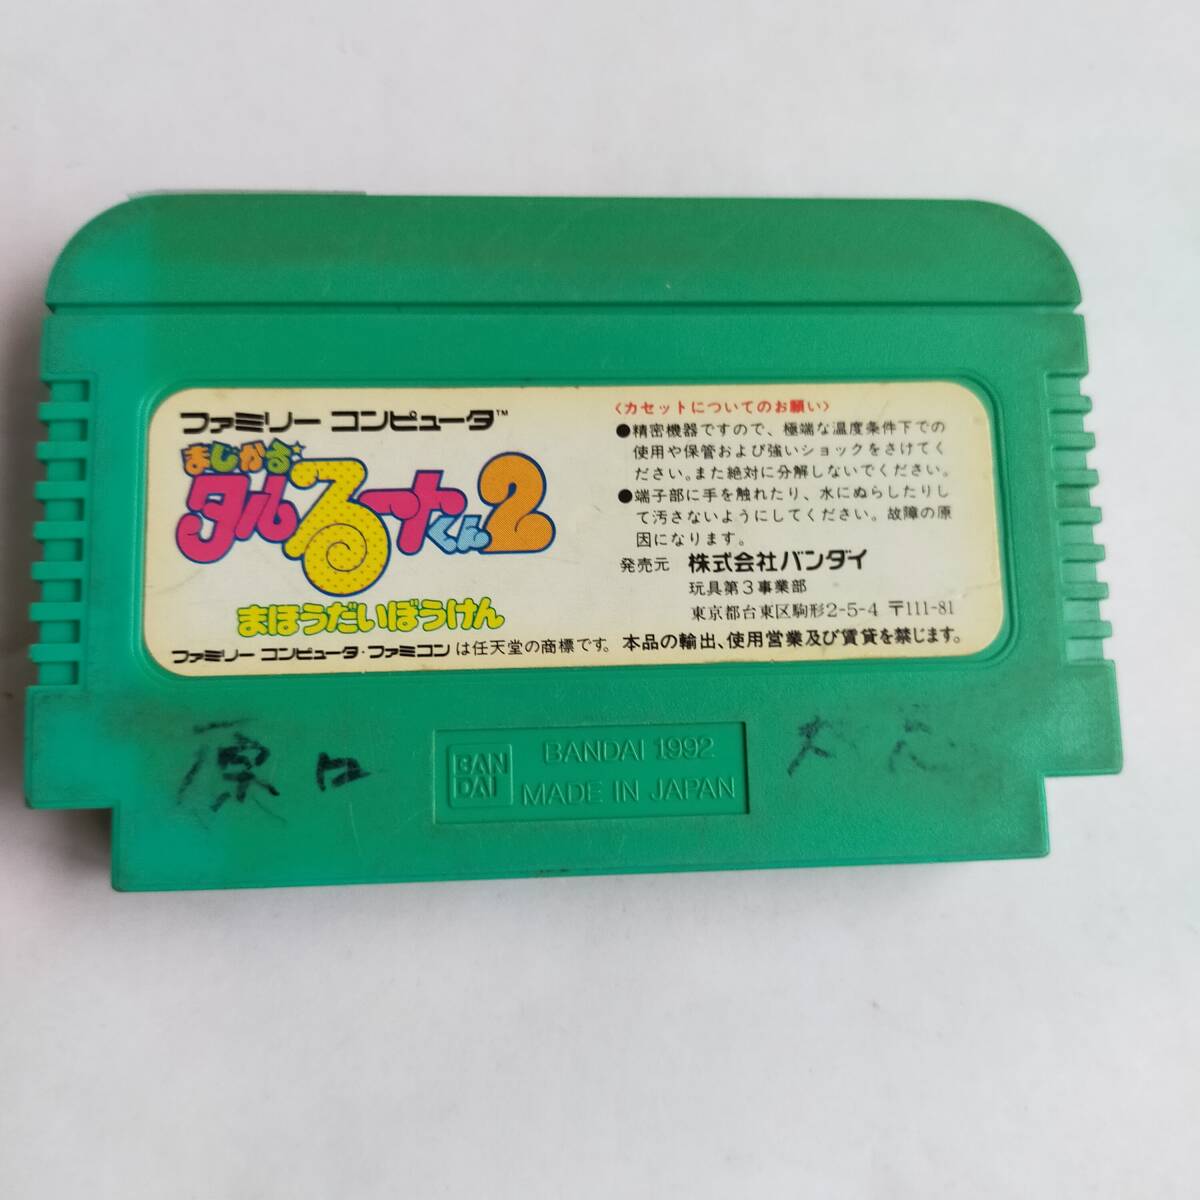 ファミリー コンピュータ™
まじかる☆
タルるートくん2
まほうだいぼうけん
ファミリー コンピュータ・ファミコン は任天堂の商標です。
〈カセットについてのお願い〉
●精密機器ですので、極端な温度条件下での
使用や保管および強いショックをさけてく
ださい。また絶対に分解しないでください。
●端子部に手を触れたり、水にぬらしたりし
て汚さないようにしてください。故障の原
因になります。
発売元 株式会社バンダイ
玩具第3事業部
東京都台東区駒形2-5-4 〒111-81
本品の輸出、使用営業及び賃貸を禁じます。
原口
BAN
DAI
BANDAI 1992
MADE IN JAPAN